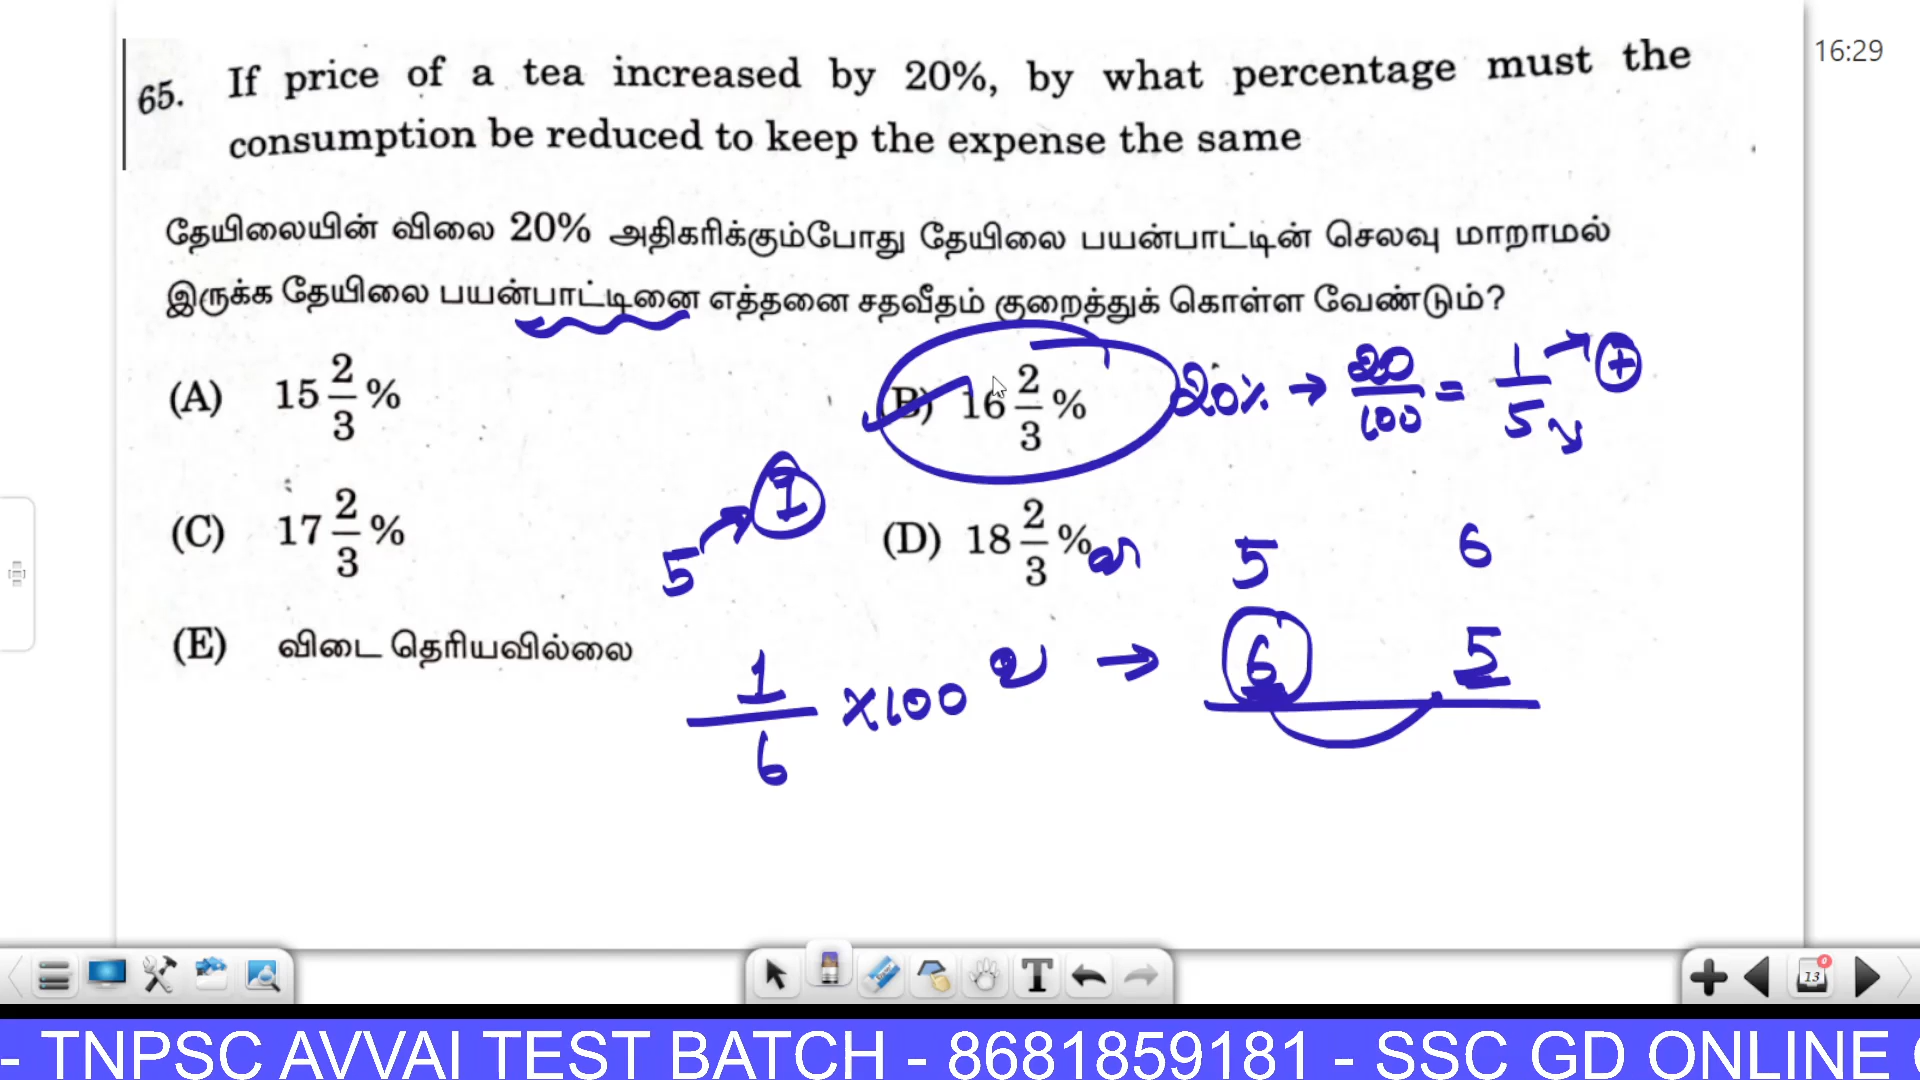 16:29
65. If price of a tea increased by 20%, by what percentage must the
consumption be reduced to keep the expense the same
தேயிலையின் விலை 20% அதிகரிக்கும்போது தேயிலை பயன்பாட்டின் செலவு மாறாமல்
இருக்க தேயிலை பயன்பாட்டினை எத்தனை சதவீதம் குறைத்துக் கொள்ள வேண்டும்?
(A) 15 2/3 %
(B) 16 2/3 %
20% → 20/100 = 1/5 → +
(C) 17 2/3 %
5 → 1
(D) 18 2/3 %
வி 5 6
(E) விடை தெரியவில்லை
1/6 ×100
→ 6 5
13
0
- TNPSC AVVAI TEST BATCH - 8681859181 - SSC GD ONLINE